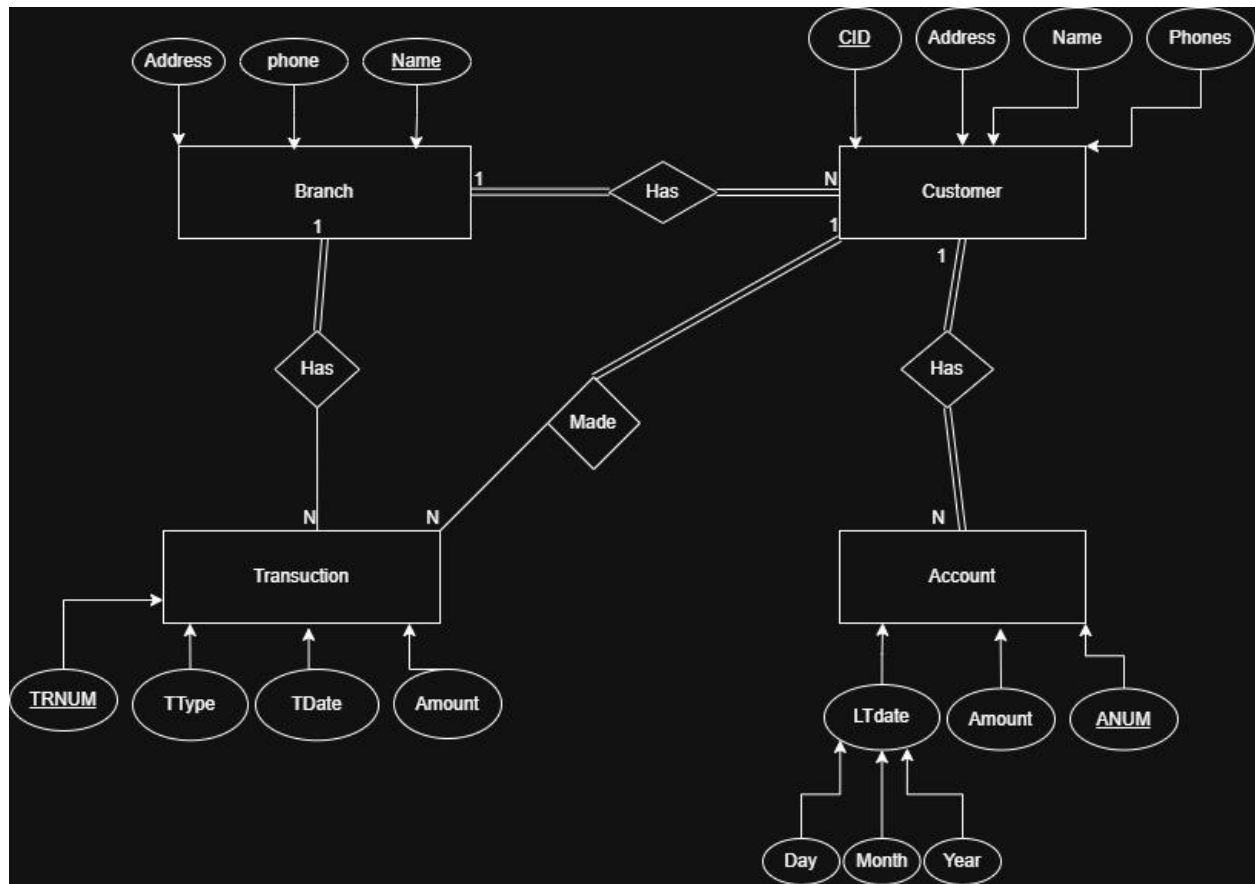 CID
Address
Name
Phones
Address
phone
Name
Branch
1
Has
N
Customer
1
1
1
Has
Made
Has
N
N
N
Transuction
Account
TRNUM
TType
TDate
Amount
LTdate
Amount
ANUM
Day
Month
Year